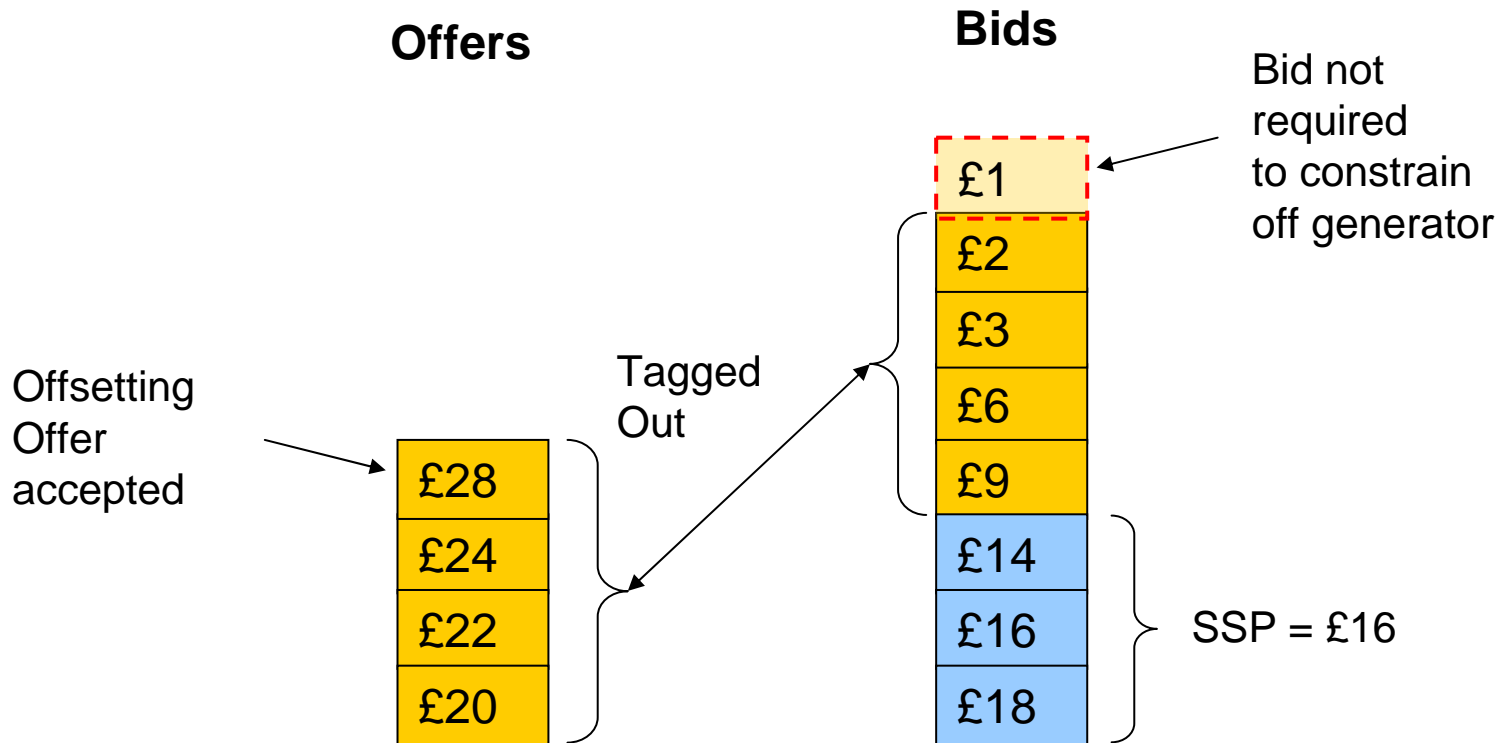 Offers
Bids
Bid not
required
to constrain
off generator
£1
£2
£3
£6
£9
£14
£16
£18
Tagged
Out
Offsetting
Offer
accepted
£28
£24
£22
£20
SSP = £16